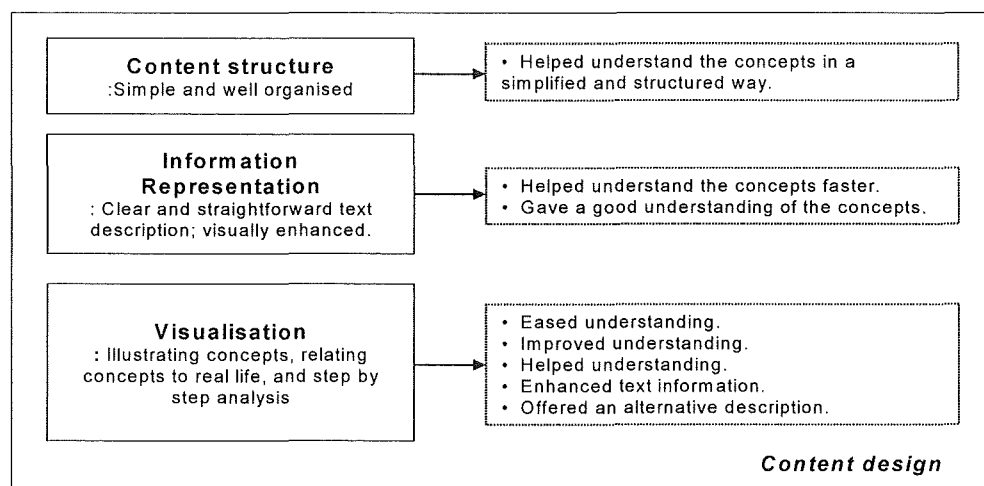 Content structure
:Simple and well organised
• Helped understand the concepts in a
simplified and structured way.
Information
Representation
: Clear and straightforward text
description; visually enhanced.
• Helped understand the concepts faster.
• Gave a good understanding of the concepts.
Visualisation
: Illustrating concepts, relating
concepts to real life, and step by
step analysis
• Eased understanding.
• Improved understanding.
• Helped understanding.
• Enhanced text information.
• Offered an alternative description.
Content design